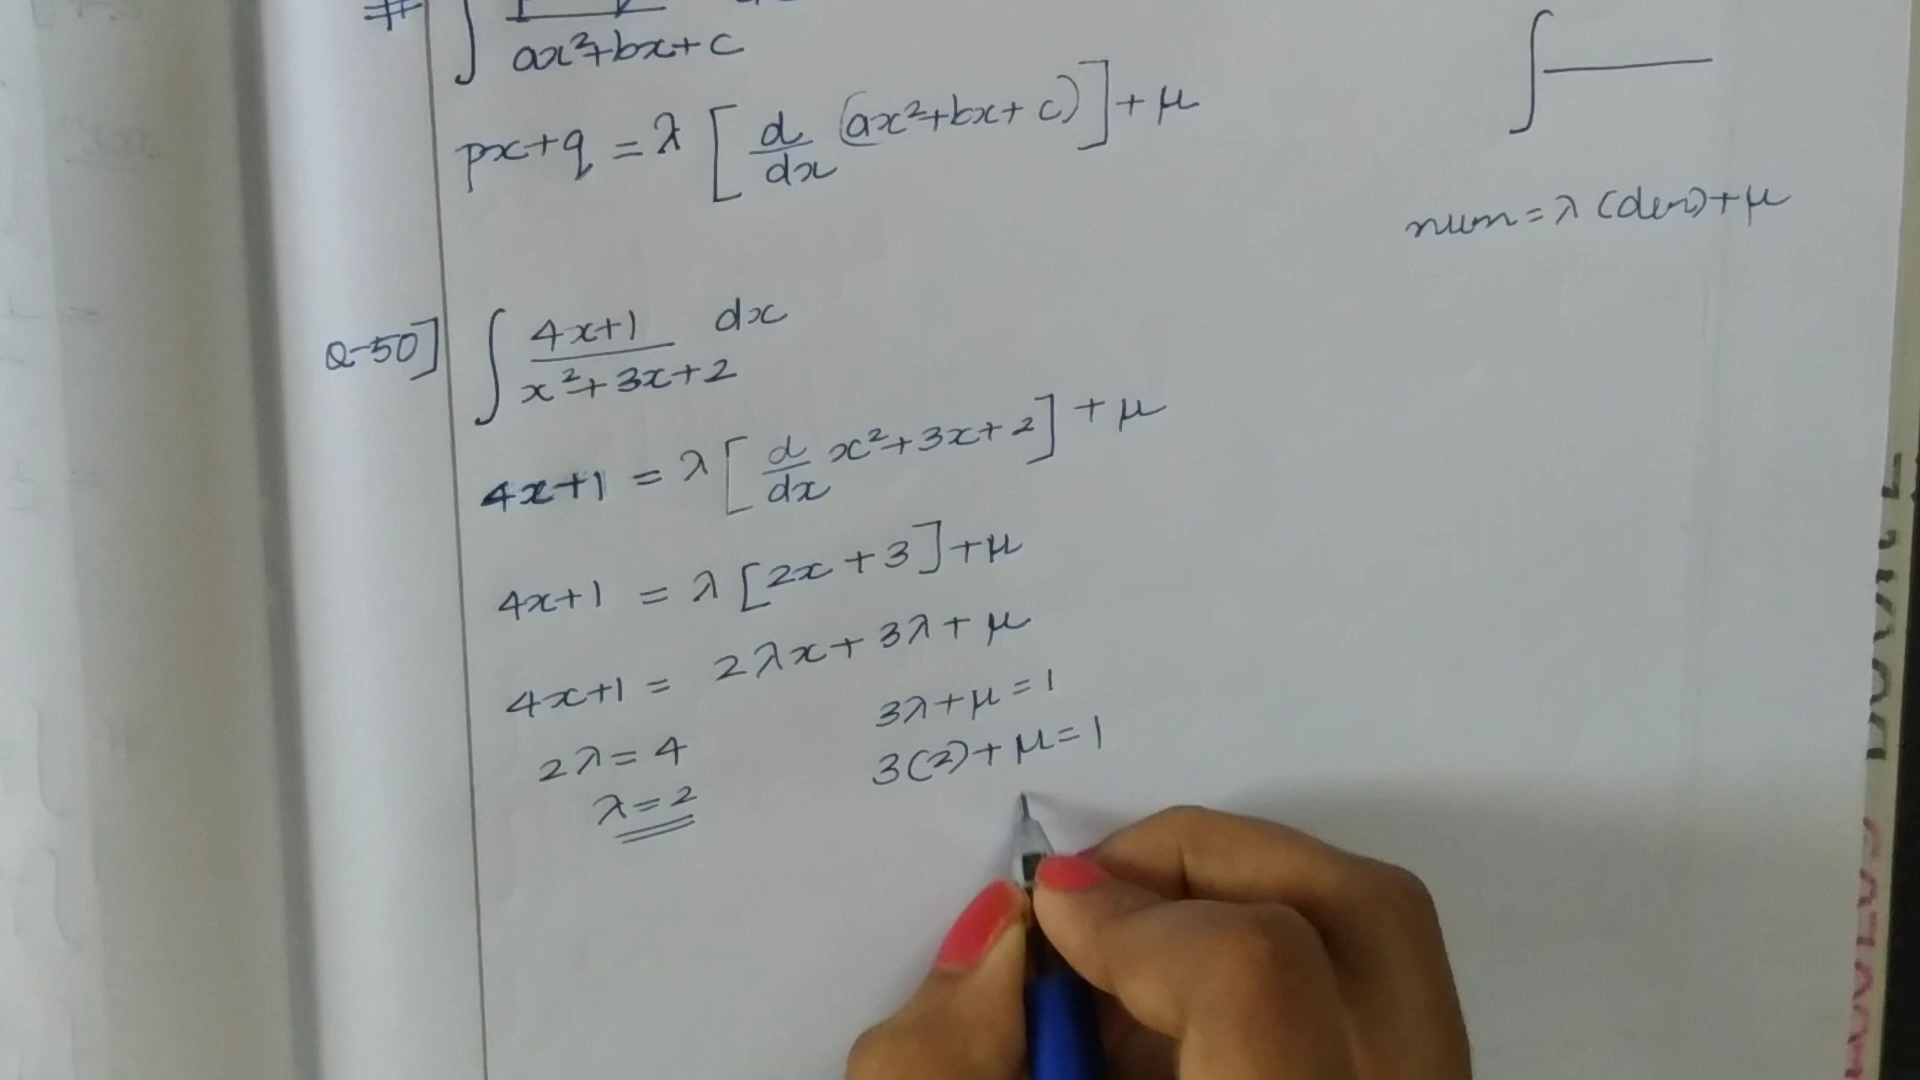 #
∫ ax²+bx+c
px+q = λ [ d/dx (ax²+bx+c) ] + μ
∫
num = λ (den) + μ
Q-50] ∫ 4x+1 / x²+3x+2 dx
4x+1 = λ [ d/dx x²+3x+2 ] + μ
4x+1 = λ [2x+3] + μ
4x+1 = 2λx + 3λ + μ
2λ = 4
λ = 2
3λ + μ = 1
3(2) + μ = 1